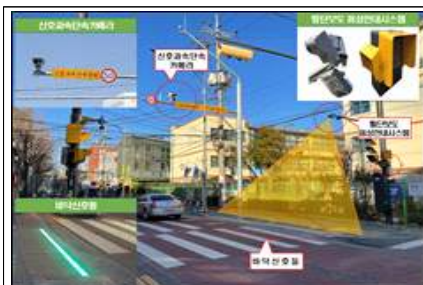 신호과속단속카메라
횡단보도
음성안내시스템
신호과속단속
카메라
횡단보도
음성안내시스템
바닥신호등
바닥신호등